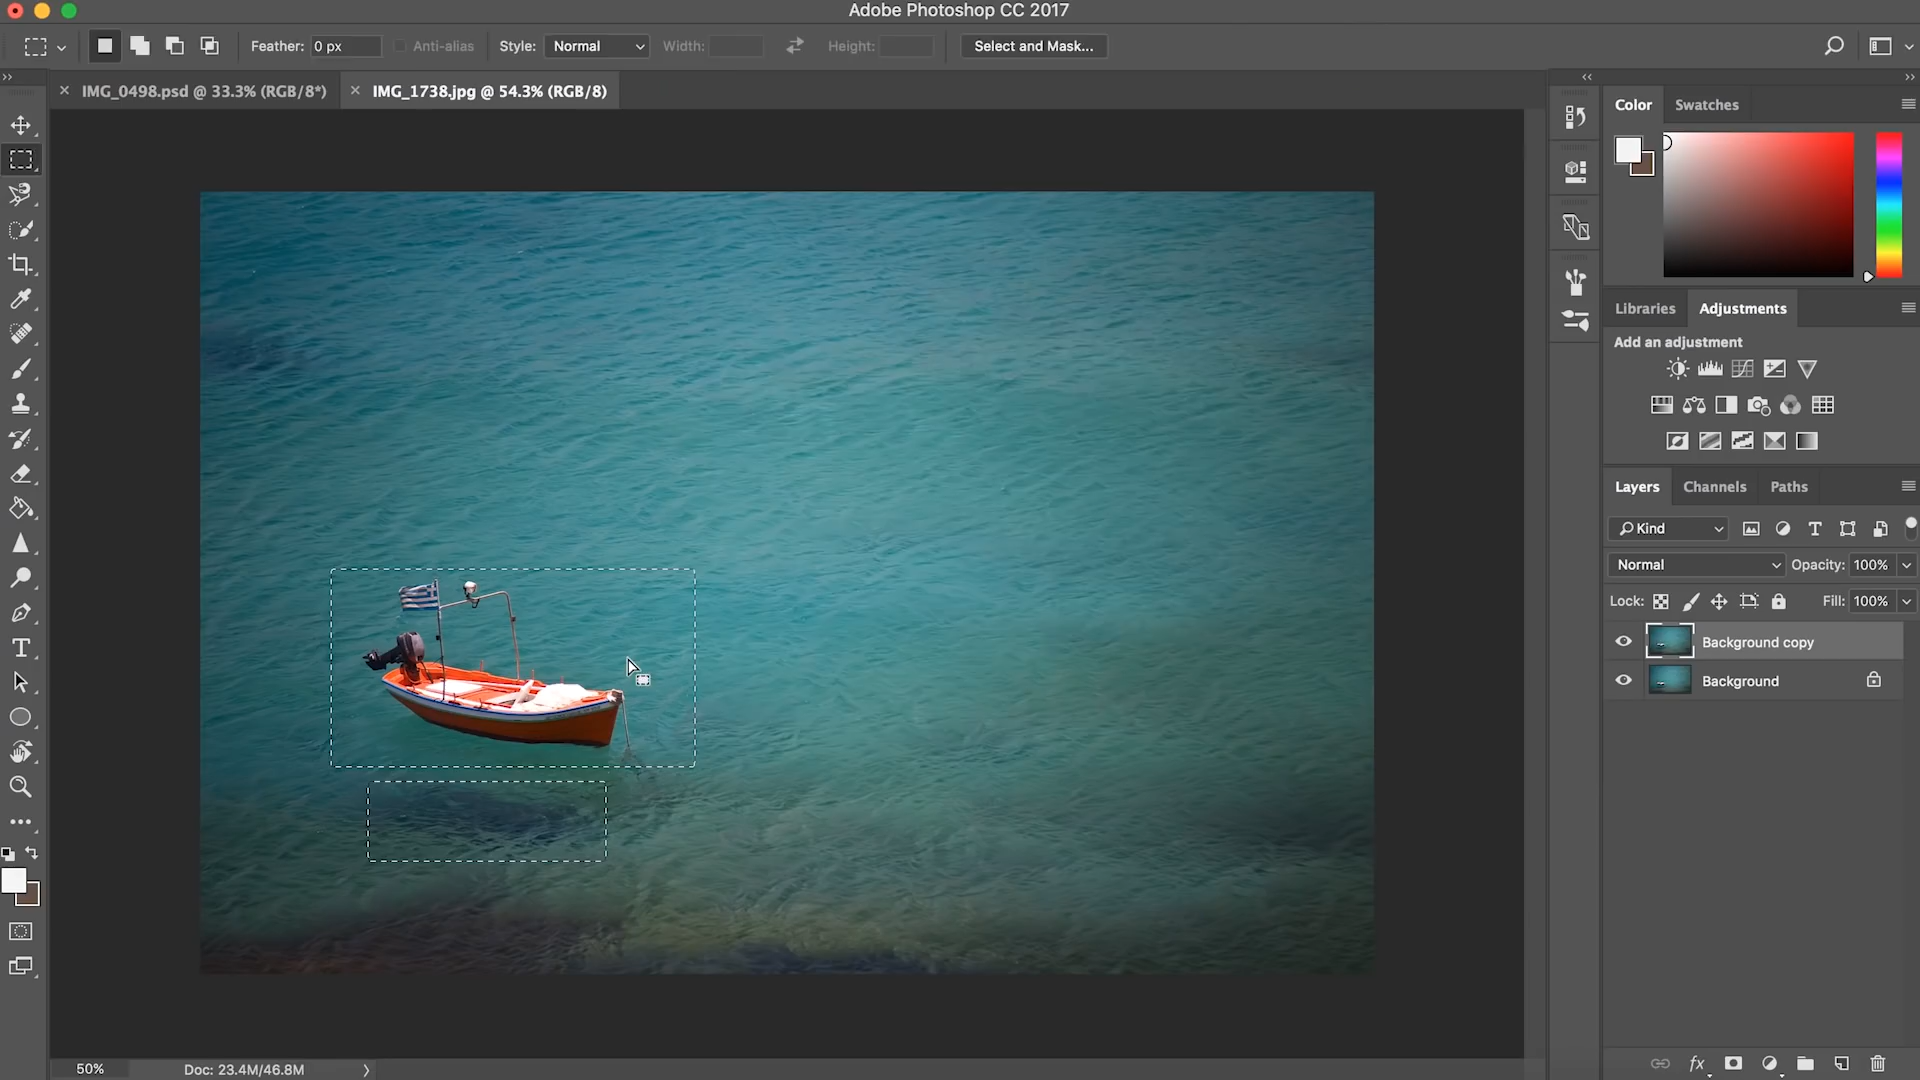 Adobe Photoshop CC 2017
Feather: 0 px Anti-alias Style: Normal Width: Height: Select and Mask...
IMG_0498.psd @ 33.3% (RGB/8*) IMG_1738.jpg @ 54.3% (RGB/8)
Color Swatches
Libraries Adjustments
Add an adjustment
Layers Channels Paths
Kind
Normal Opacity: 100%
Lock: Fill: 100%
Background copy
Background
50% Doc: 23.4M/46.8M